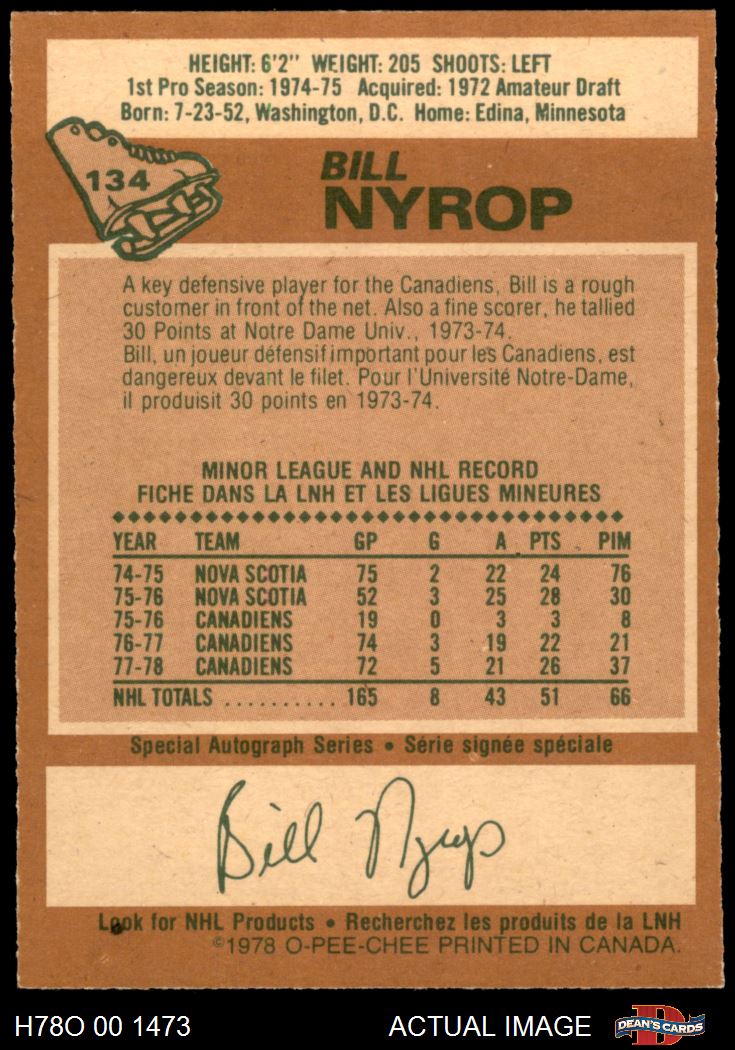 HEIGHT: 6'2" WEIGHT: 205 SHOOTS: LEFT
1st Pro Season: 1974-75 Acquired: 1972 Amateur Draft
Born: 7-23-52, Washington, D.C. Home: Edina, Minnesota
134
BILL
NYROP
A key defensive player for the Canadiens, Bill is a rough
customer in front of the net. Also a fine scorer, he tallied
30 Points at Notre Dame Univ., 1973-74.
Bill, un joueur défensif important pour les Canadiens, est
dangereux devant le filet. Pour l'Université Notre-Dame,
il produisit 30 points en 1973-74.
MINOR LEAGUE AND NHL RECORD
FICHE DANS LA LNH ET LES LIGUES MINEURES
YEAR TEAM GP G A PTS PIM
74-75 NOVA SCOTIA 75 2 22 24 76
75-76 NOVA SCOTIA 52 3 25 28 30
75-76 CANADIENS 19 0 3 3 8
76-77 CANADIENS 74 3 19 22 21
77-78 CANADIENS 72 5 21 26 37
NHL TOTALS .......... 165 8 43 51 66
Special Autograph Series • Série signée spéciale
Bill Nyrop
Look for NHL Products • Recherchez les produits de la LNH
©1978 O-PEE-CHEE PRINTED IN CANADA.
H78O 00 1473 ACTUAL IMAGE D DEAN'S CARDS